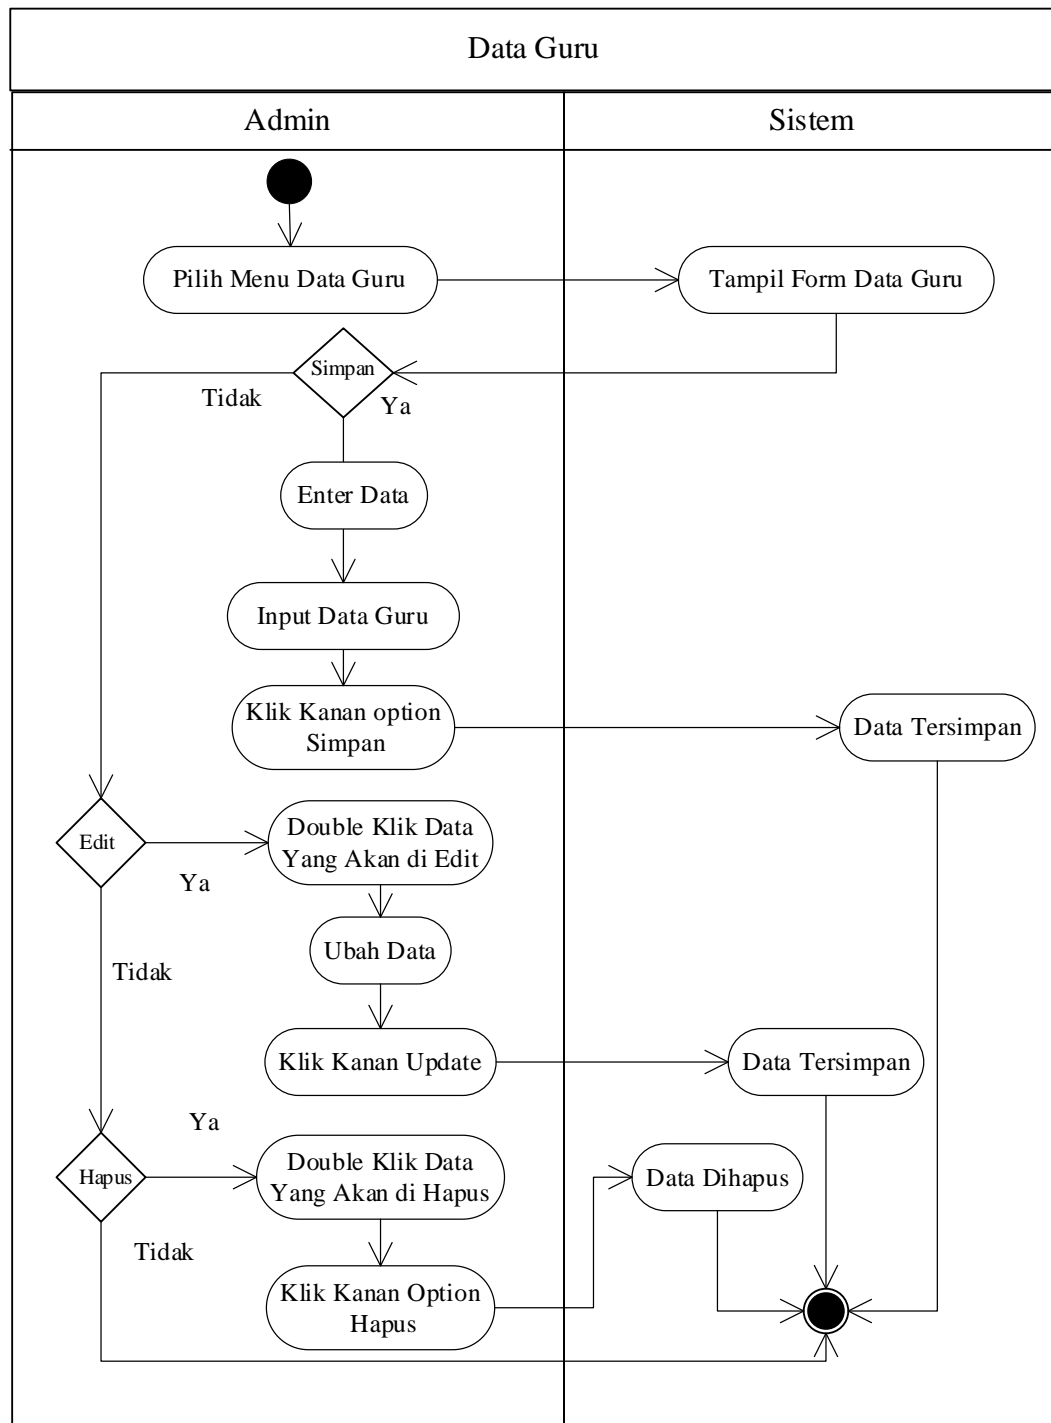 Data Guru
Admin
Sistem
Pilih Menu Data Guru
Tampil Form Data Guru
Simpan
Tidak
Ya
Enter Data
Input Data Guru
Klik Kanan option
Simpan
Data Tersimpan
Edit
Double Klik Data
Yang Akan di Edit
Ya
Ubah Data
Tidak
Klik Kanan Update
Data Tersimpan
Ya
Hapus
Double Klik Data
Yang Akan di Hapus
Data Dihapus
Tidak
Klik Kanan Option
Hapus